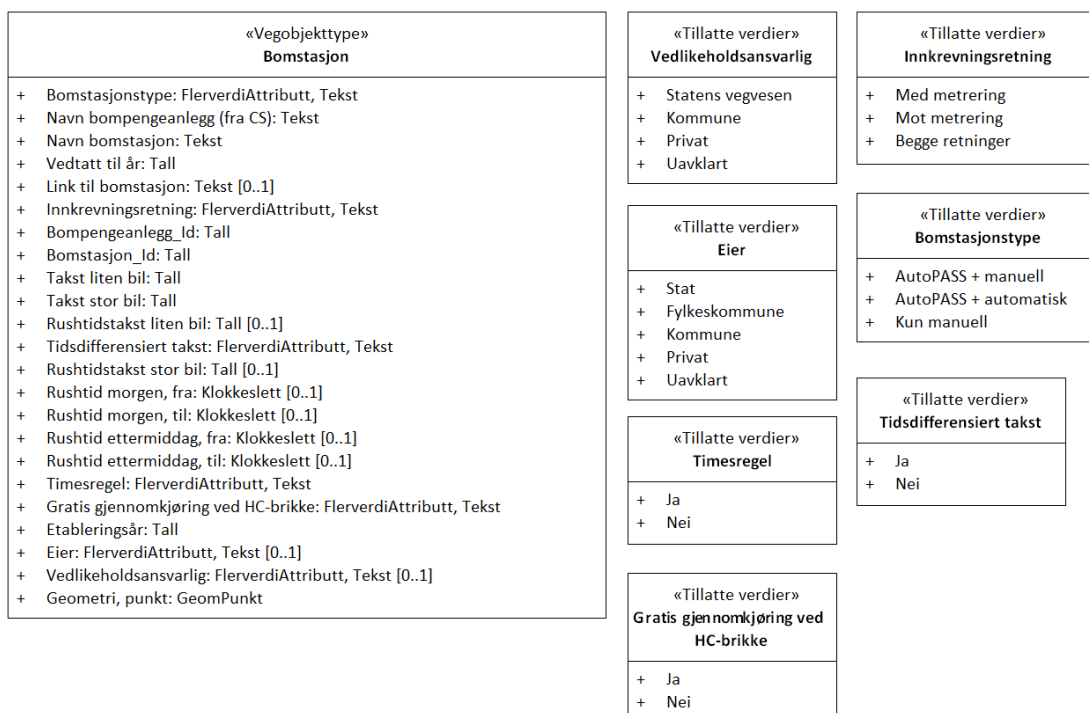 «Vegobjekttype»
Bomstasjon
+ Bomstasjonstype: FlerverdiAttributt, Tekst
+ Navn bompengeanlegg (fra CS): Tekst
+ Navn bomstasjon: Tekst
+ Vedtatt til år: Tall
+ Link til bomstasjon: Tekst [0..1]
+ Innkrevningsretning: FlerverdiAttributt, Tekst
+ Bompengeanlegg_Id: Tall
+ Bomstasjon_Id: Tall
+ Takst liten bil: Tall
+ Takst stor bil: Tall
+ Rushtidstakst liten bil: Tall [0..1]
+ Tidsdifferensiert takst: FlerverdiAttributt, Tekst
+ Rushtidstakst stor bil: Tall [0..1]
+ Rushtid morgen, fra: Klokkeslett [0..1]
+ Rushtid morgen, til: Klokkeslett [0..1]
+ Rushtid ettermiddag, fra: Klokkeslett [0..1]
+ Rushtid ettermiddag, til: Klokkeslett [0..1]
+ Timesregel: FlerverdiAttributt, Tekst
+ Gratis gjennomkjøring ved HC-brikke: FlerverdiAttributt, Tekst
+ Etableringsår: Tall
+ Eier: FlerverdiAttributt, Tekst [0..1]
+ Vedlikeholdsansvarlig: FlerverdiAttributt, Tekst [0..1]
+ Geometri, punkt: GeomPunkt
«Tillatte verdier»
Vedlikeholdsansvarlig
+ Statens vegvesen
+ Kommune
+ Privat
+ Uavklart
«Tillatte verdier»
Eier
+ Stat
+ Fylkeskommune
+ Kommune
+ Privat
+ Uavklart
«Tillatte verdier»
Timesregel
+ Ja
+ Nei
«Tillatte verdier»
Gratis gjennomkjøring ved
HC-brikke
+ Ja
+ Nei
«Tillatte verdier»
Innkrevningsretning
+ Med metrering
+ Mot metrering
+ Begge retninger
«Tillatte verdier»
Bomstasjonstype
+ AutoPASS + manuell
+ AutoPASS + automatisk
+ Kun manuell
«Tillatte verdier»
Tidsdifferensiert takst
+ Ja
+ Nei